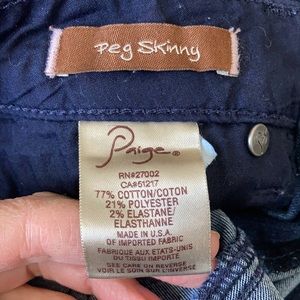 Peg Skinny
Paige®
RN#27002
CA#51217
77% COTTON/COTON
21% POLYESTER
2% ELASTANE/
ELASTHANNE
MADE IN U.S.A.
OF IMPORTED FABRIC
FABRIQUE AUX ETATS-UNIS
DU TISSU IMPORTÉ
SEE CARE ON REVERSE
VOIR LE SOIN SUR L'INVERSE